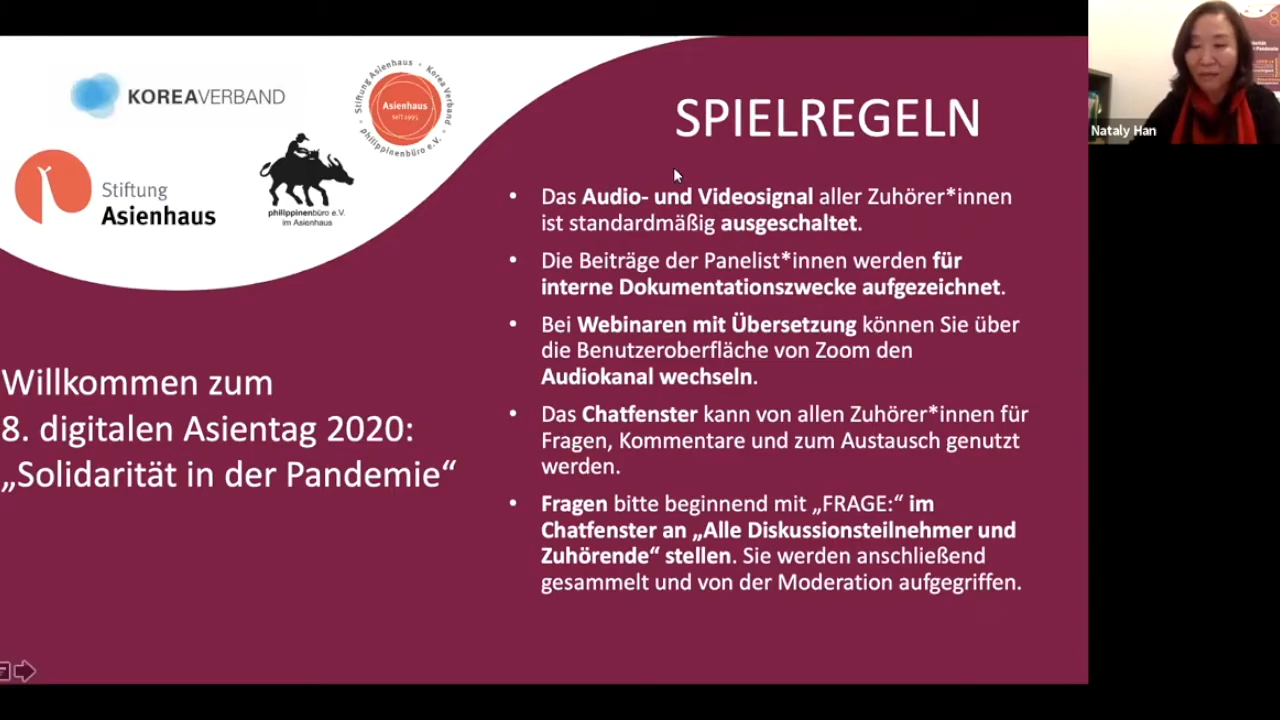 KOREAVERBAND
Stiftung Asienhaus · Korea Verband · philippinenbüro e.V. ·
Asienhaus
seit 1995
Stiftung
Asienhaus
philippinenbüro e.V.
im Asienhaus
Willkommen zum
8. digitalen Asientag 2020:
„Solidarität in der Pandemie“
SPIELREGELN
• Das Audio- und Videosignal aller Zuhörer*innen
ist standardmäßig ausgeschaltet.
• Die Beiträge der Panelist*innen werden für
interne Dokumentationszwecke aufgezeichnet.
• Bei Webinaren mit Übersetzung können Sie über
die Benutzeroberfläche von Zoom den
Audiokanal wechseln.
• Das Chatfenster kann von allen Zuhörer*innen für
Fragen, Kommentare und zum Austausch genutzt
werden.
• Fragen bitte beginnend mit „FRAGE:“ im
Chatfenster an „Alle Diskussionsteilnehmer und
Zuhörende“ stellen. Sie werden anschließend
gesammelt und von der Moderation aufgegriffen.
Nataly Han